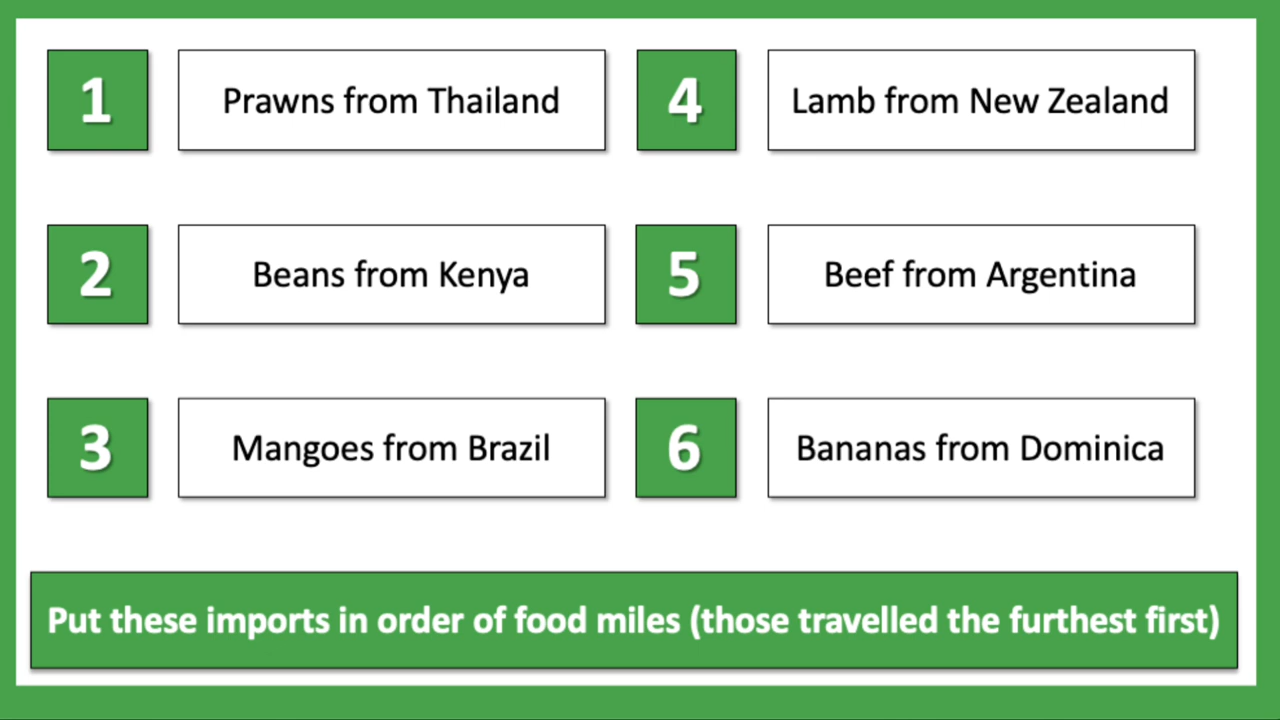 1
Prawns from Thailand
2
Beans from Kenya
3
Mangoes from Brazil
4
Lamb from New Zealand
5
Beef from Argentina
6
Bananas from Dominica
Put these imports in order of food miles (those travelled the furthest first)